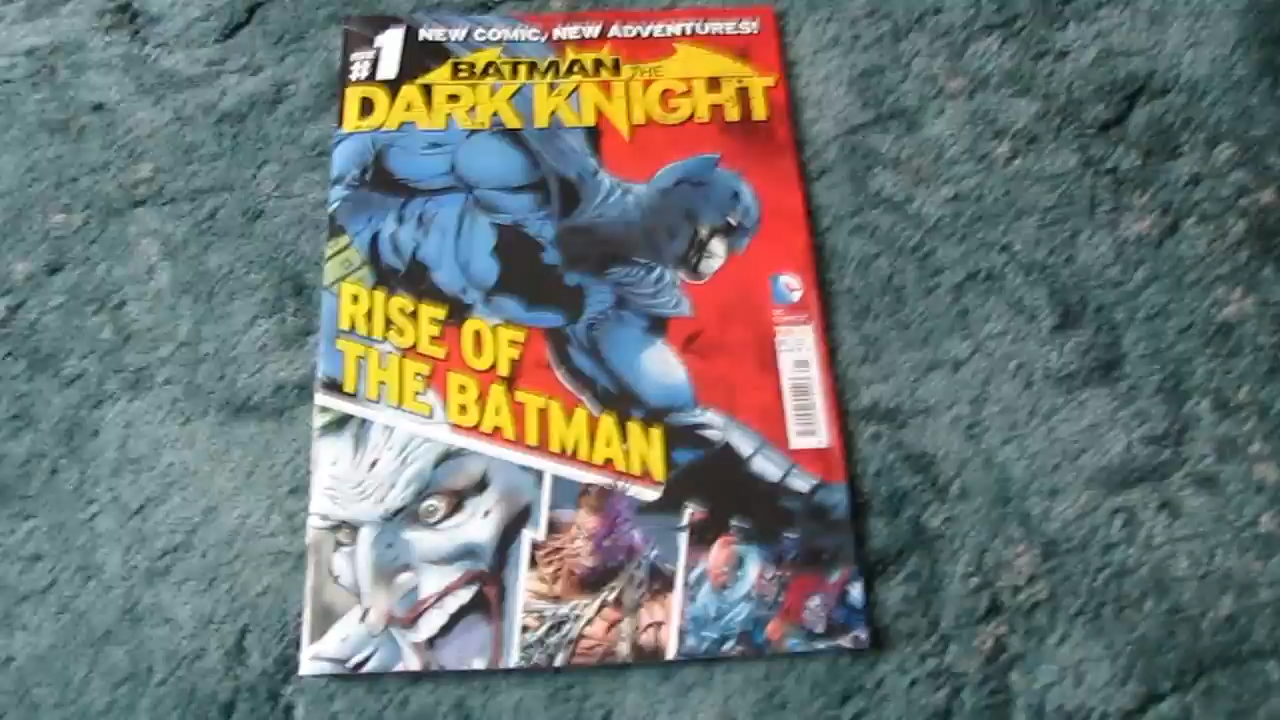 NEW COMIC, NEW ADVENTURES!
#1
BATMAN THE
DARK KNIGHT
RISE OF
THE BATMAN